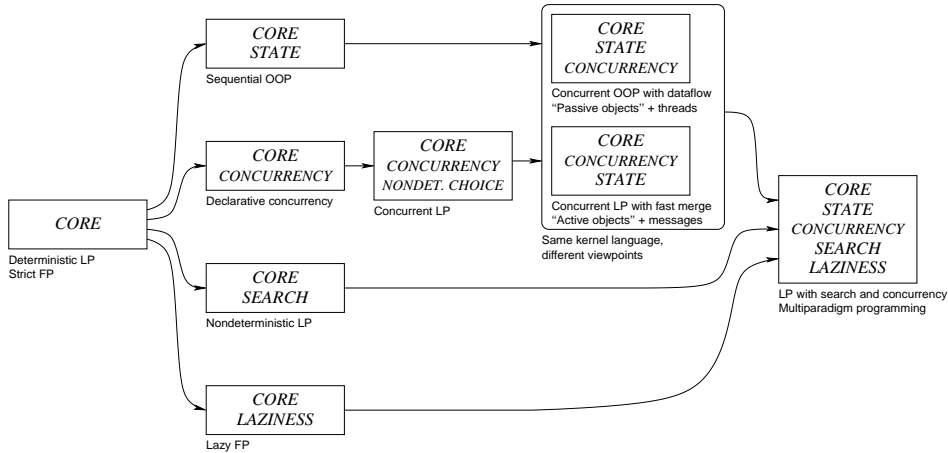 CORE
Deterministic LP
Strict FP
CORE
STATE
Sequential OOP
CORE
CONCURRENCY
Declarative concurrency
CORE
CONCURRENCY
NONDET. CHOICE
Concurrent LP
CORE
SEARCH
Nondeterministic LP
CORE
LAZINESS
Lazy FP
CORE
STATE
CONCURRENCY
Concurrent OOP with dataflow
"Passive objects" + threads
CORE
CONCURRENCY
STATE
Concurrent LP with fast merge
"Active objects" + messages
Same kernel language,
different viewpoints
CORE
STATE
CONCURRENCY
SEARCH
LAZINESS
LP with search and concurrency
Multiparadigm programming